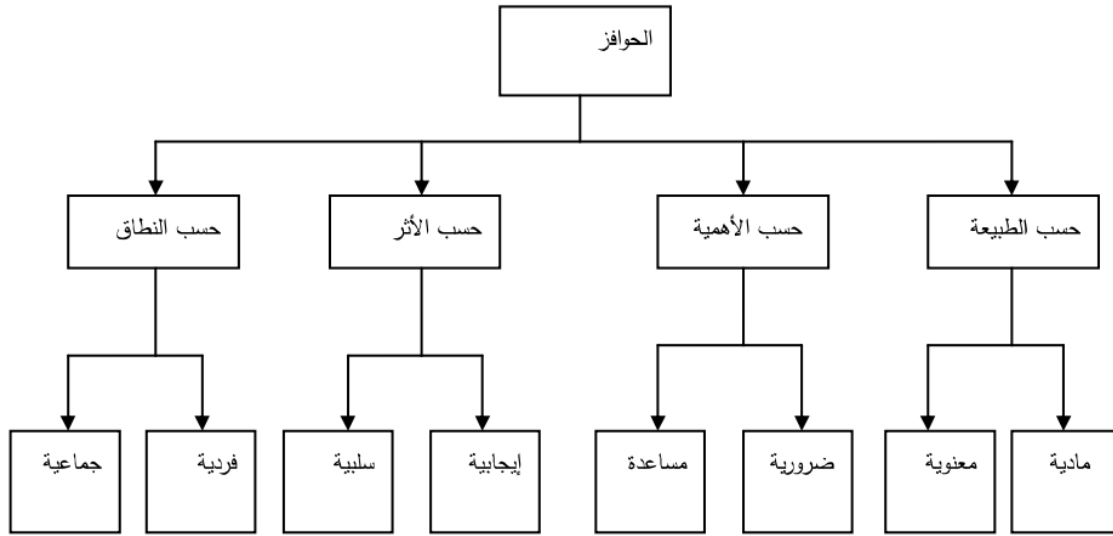 الحوافز
حسب الطبيعة
حسب الأهمية
حسب الأثر
حسب النطاق
مادية
معنوية
ضرورية
مساعدة
إيجابية
سلبية
فردية
جماعية